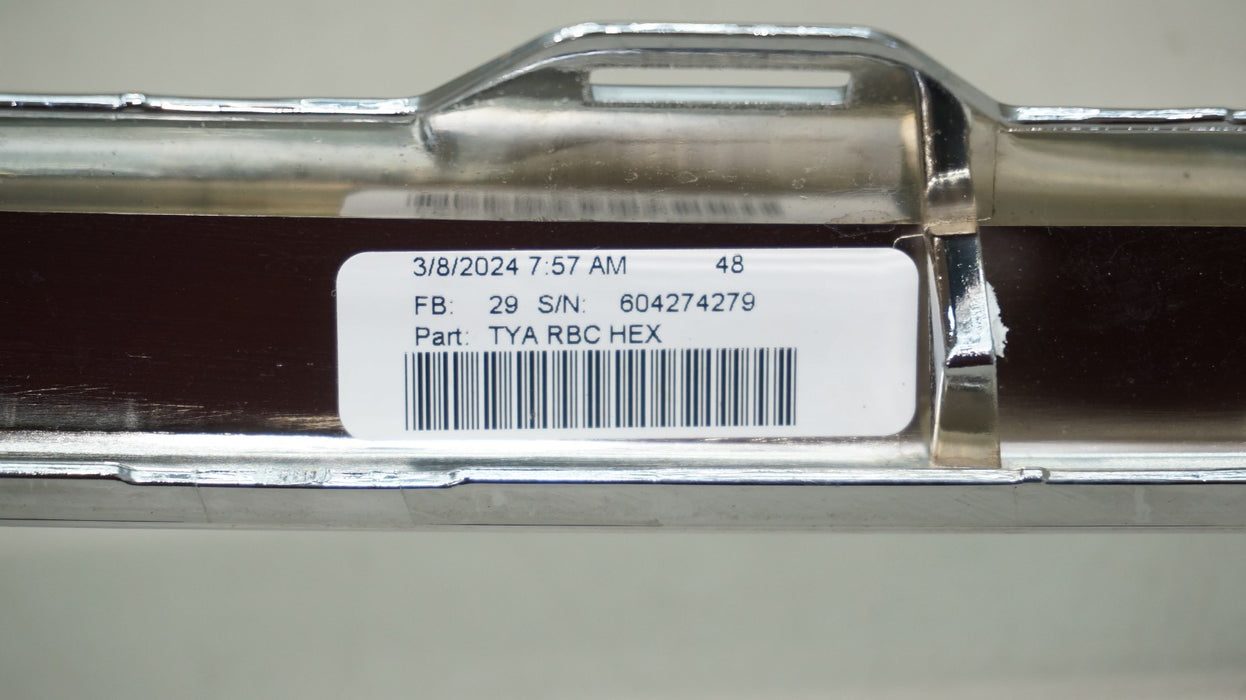 3/8/2024 7:57 AM 48
FB: 29 S/N: 604274279
Part: TYA RBC HEX